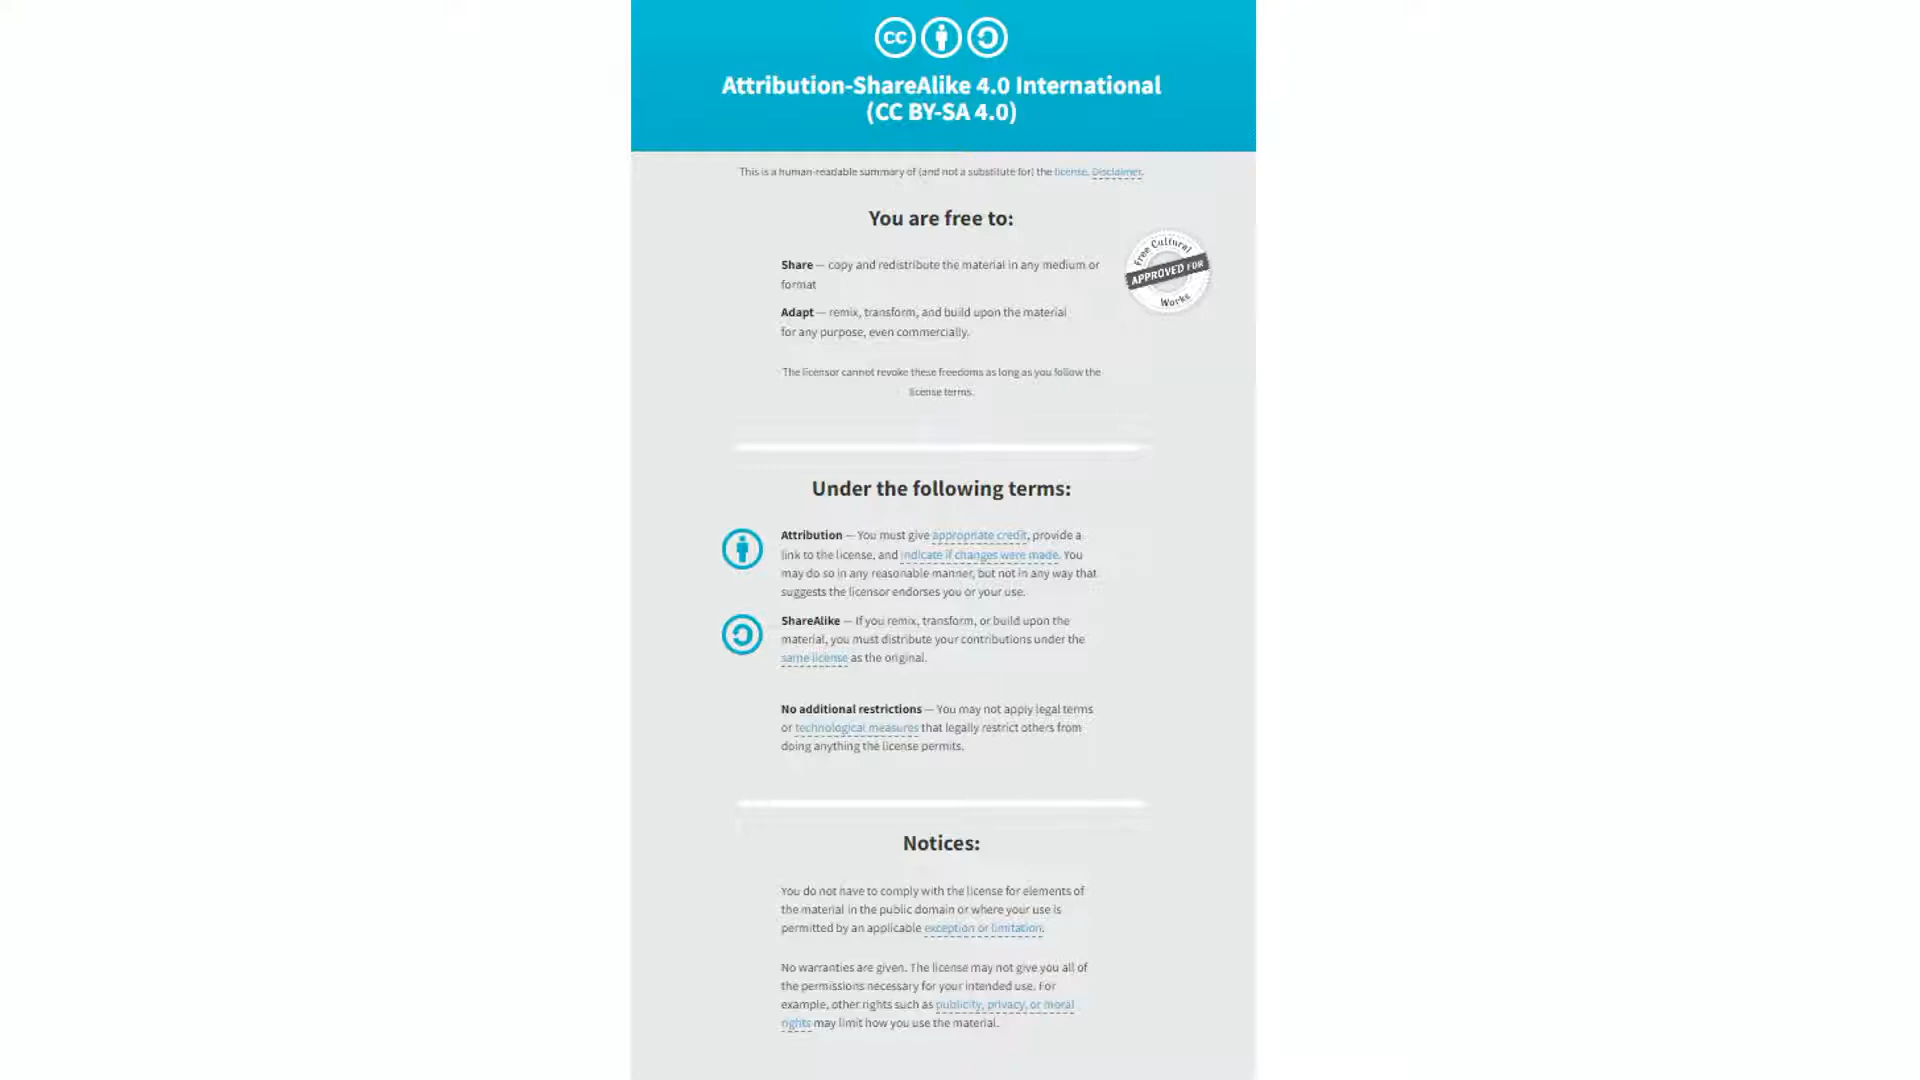 cc
Attribution-ShareAlike 4.0 International
(CC BY-SA 4.0)
This is a human-readable summary of (and not a substitute for) the license. Disclaimer.
You are free to:
Share — copy and redistribute the material in any medium or
format
Adapt — remix, transform, and build upon the material
for any purpose, even commercially.
Free Cultural
APPROVED FOR
Works
The licensor cannot revoke these freedoms as long as you follow the
license terms.
Under the following terms:
Attribution — You must give appropriate credit, provide a
link to the license, and indicate if changes were made. You
may do so in any reasonable manner, but not in any way that
suggests the licensor endorses you or your use.
ShareAlike — If you remix, transform, or build upon the
material, you must distribute your contributions under the
same license as the original.
No additional restrictions — You may not apply legal terms
or technological measures that legally restrict others from
doing anything the license permits.
Notices:
You do not have to comply with the license for elements of
the material in the public domain or where your use is
permitted by an applicable exception or limitation.
No warranties are given. The license may not give you all of
the permissions necessary for your intended use. For
example, other rights such as publicity, privacy, or moral
rights may limit how you use the material.